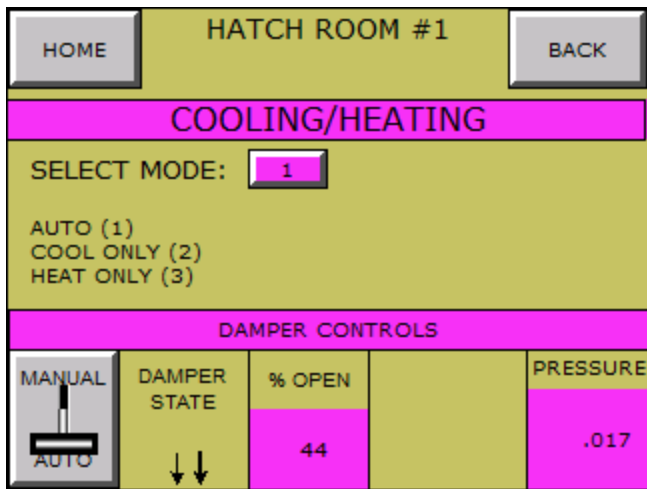 HOME
HATCH ROOM #1
BACK
COOLING/HEATING
SELECT MODE:
1
AUTO (1)
COOL ONLY (2)
HEAT ONLY (3)
DAMPER CONTROLS
MANUAL
AUTO
DAMPER
STATE
% OPEN
44
PRESSURE
.017